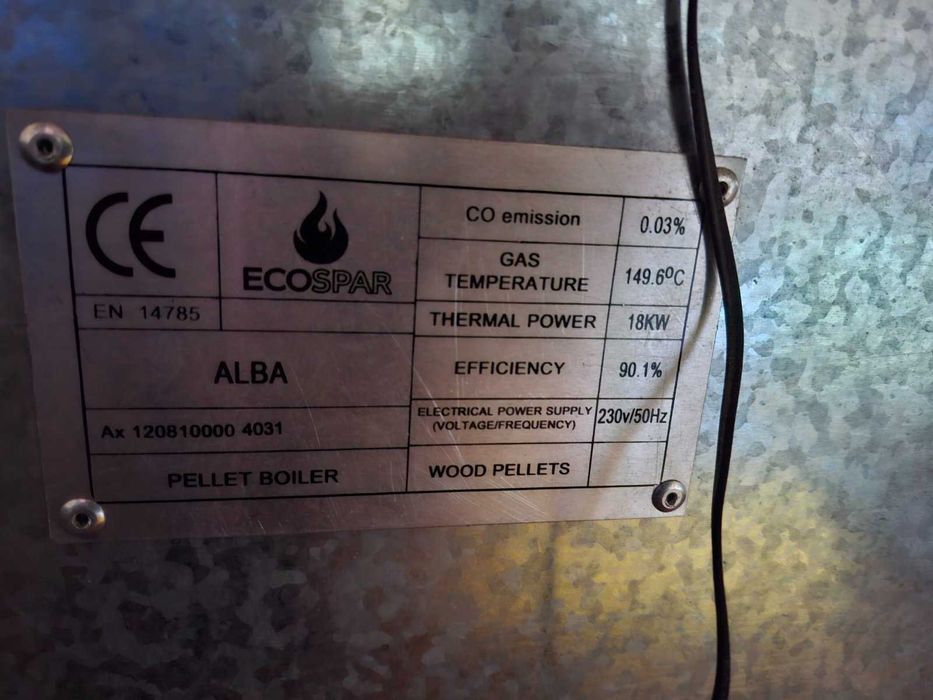 CE
ECOSPAR
EN 14785
ALBA
Ax 120810000 4031
PELLET BOILER
CO emission 0.03%
GAS
TEMPERATURE 149.6ºC
THERMAL POWER 18KW
EFFICIENCY 90.1%
ELECTRICAL POWER SUPPLY
(VOLTAGE/FREQUENCY) 230v/50Hz
WOOD PELLETS